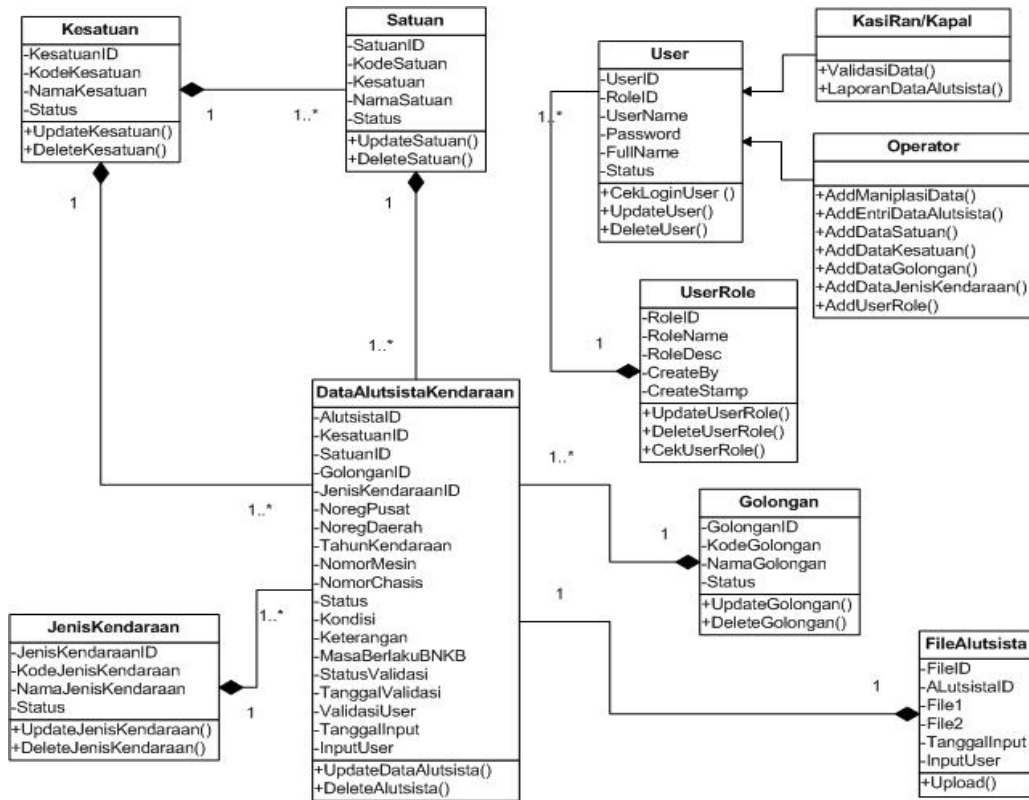 Kesatuan
-KesatuanID
-KodeKesatuan
-NamaKesatuan
-Status
+UpdateKesatuan()
+DeleteKesatuan()
1
1..*
1
Satuan
-SatuanID
-KodeSatuan
-Kesatuan
-NamaSatuan
-Status
+UpdateSatuan()
+DeleteSatuan()
1
1..*
User
-UserID
-RoleID
-UserName
-Password
-FullName
-Status
+CekLoginUser ()
+UpdateUser()
+DeleteUser()
1..*
KasiRan/Kapal
+ValidasiData()
+LaporanDataAlutsista()
Operator
+AddManiplasiData()
+AddEntriDataAlutsista()
+AddDataSatuan()
+AddDataKesatuan()
+AddDataGolongan()
+AddDataJenisKendaraan()
+AddUserRole()
UserRole
-RoleID
-RoleName
-RoleDesc
-CreateBy
-CreateStamp
+UpdateUserRole()
+DeleteUserRole()
+CekUserRole()
1
DataAlutsistaKendaraan
-AlutsistaID
-KesatuanID
-SatuanID
-GolonganID
-JenisKendaraanID
-NoregPusat
-NoregDaerah
-TahunKendaraan
-NomorMesin
-NomorChasis
-Status
-Kondisi
-Keterangan
-MasaBerlakuBNKB
-StatusValidasi
-TanggalValidasi
-ValidasiUser
-TanggalInput
-InputUser
+UpdateDataAlutsista()
+DeleteAlutsista()
1..*
1..*
1..*
1
Golongan
-GolonganID
-KodeGolongan
-NamaGolongan
-Status
+UpdateGolongan()
+DeleteGolongan()
1
JenisKendaraan
-JenisKendaraanID
-KodeJenisKendaraan
-NamaJenisKendaraan
-Status
+UpdateJenisKendaraan()
+DeleteJenisKendaraan()
1
FileAlutsista
-FileID
-ALutsistaID
-File1
-File2
-TanggalInput
-InputUser
+Upload()
1